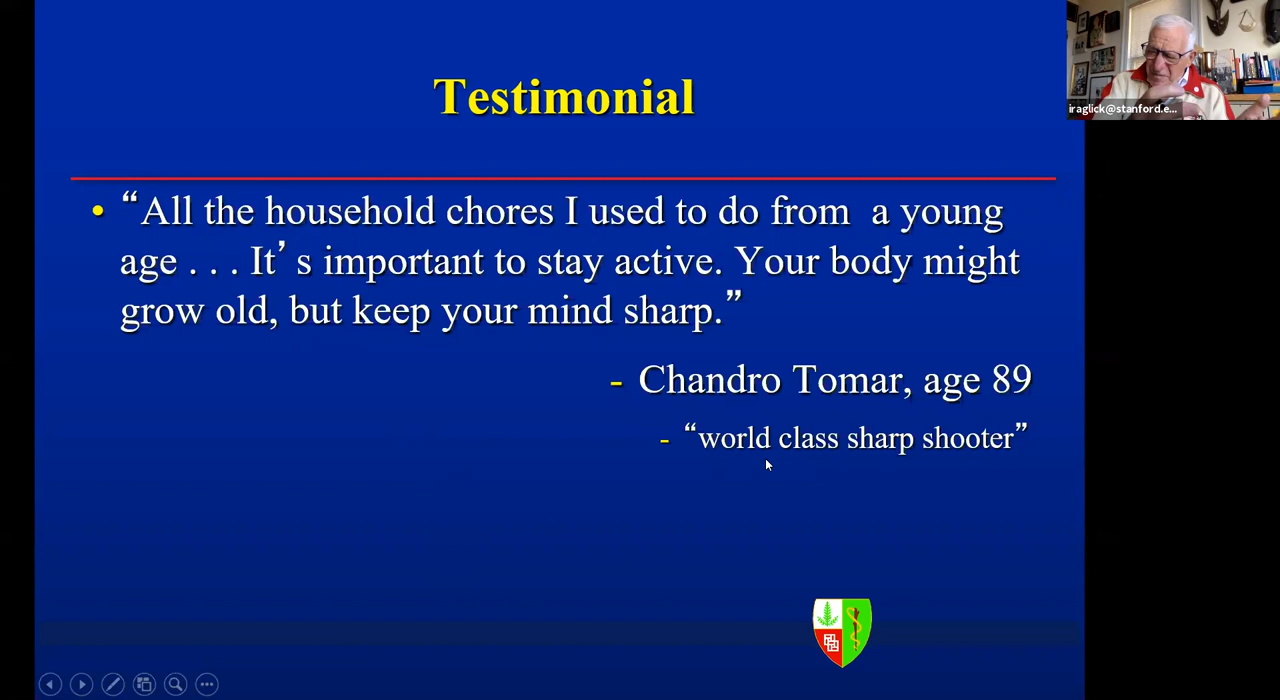 iraglick@stanford.e...
Testimonial
• “All the household chores I used to do from a young
age . . . It’s important to stay active. Your body might
grow old, but keep your mind sharp.”
- Chandro Tomar, age 89
- “world class sharp shooter”